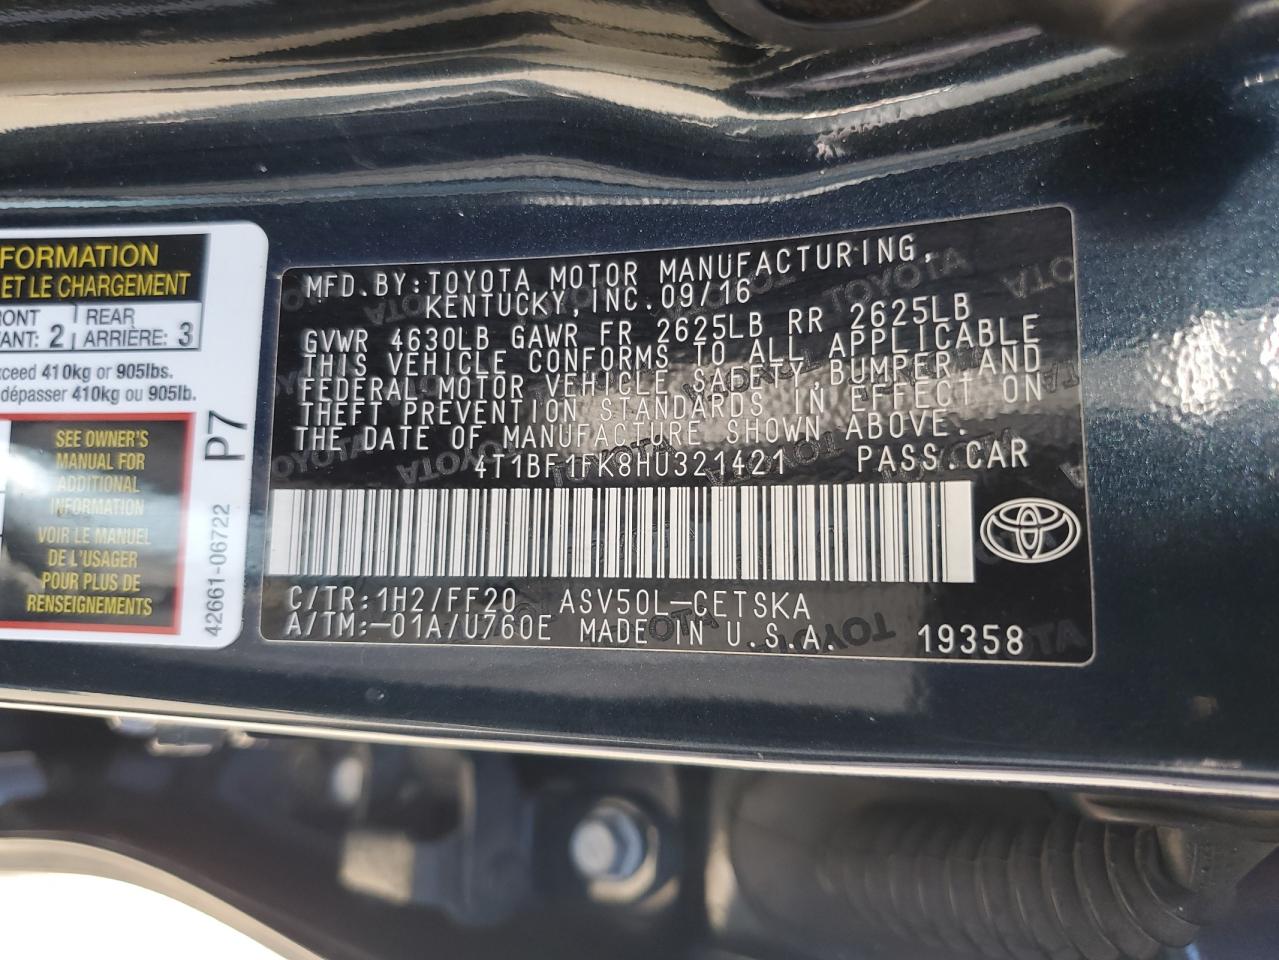 FORMATION
ET LE CHARGEMENT
RONT
TANT: 2
REAR
ARRIÈRE: 3
xceed 410kg or 905lbs.
dépasser 410kg ou 905lb.
SEE OWNER'S
MANUAL FOR
ADDITIONAL
INFORMATION
VOIR LE MANUEL
DE L'USAGER
POUR PLUS DE
RENSEIGNEMENTS
P7
42661-06722
MFD.BY:TOYOTA MOTOR MANUFACTURING,
KENTUCKY,INC.09/16
GVWR 4630LB GAWR FR 2625LB RR 2625LB
THIS VEHICLE CONFORMS TO ALL APPLICABLE
FEDERAL MOTOR VEHICLE SAFETY,BUMPER AND
THEFT PREVENTION STANDARDS IN EFFECT ON
THE DATE OF MANUFACTURE SHOWN ABOVE.
4T1BF1FK8HU321421 PASS.CAR
C/TR:1H2/FF20 ASV50L-CETSKA
A/TM:-01A/U760E MADE IN U.S.A. 19358